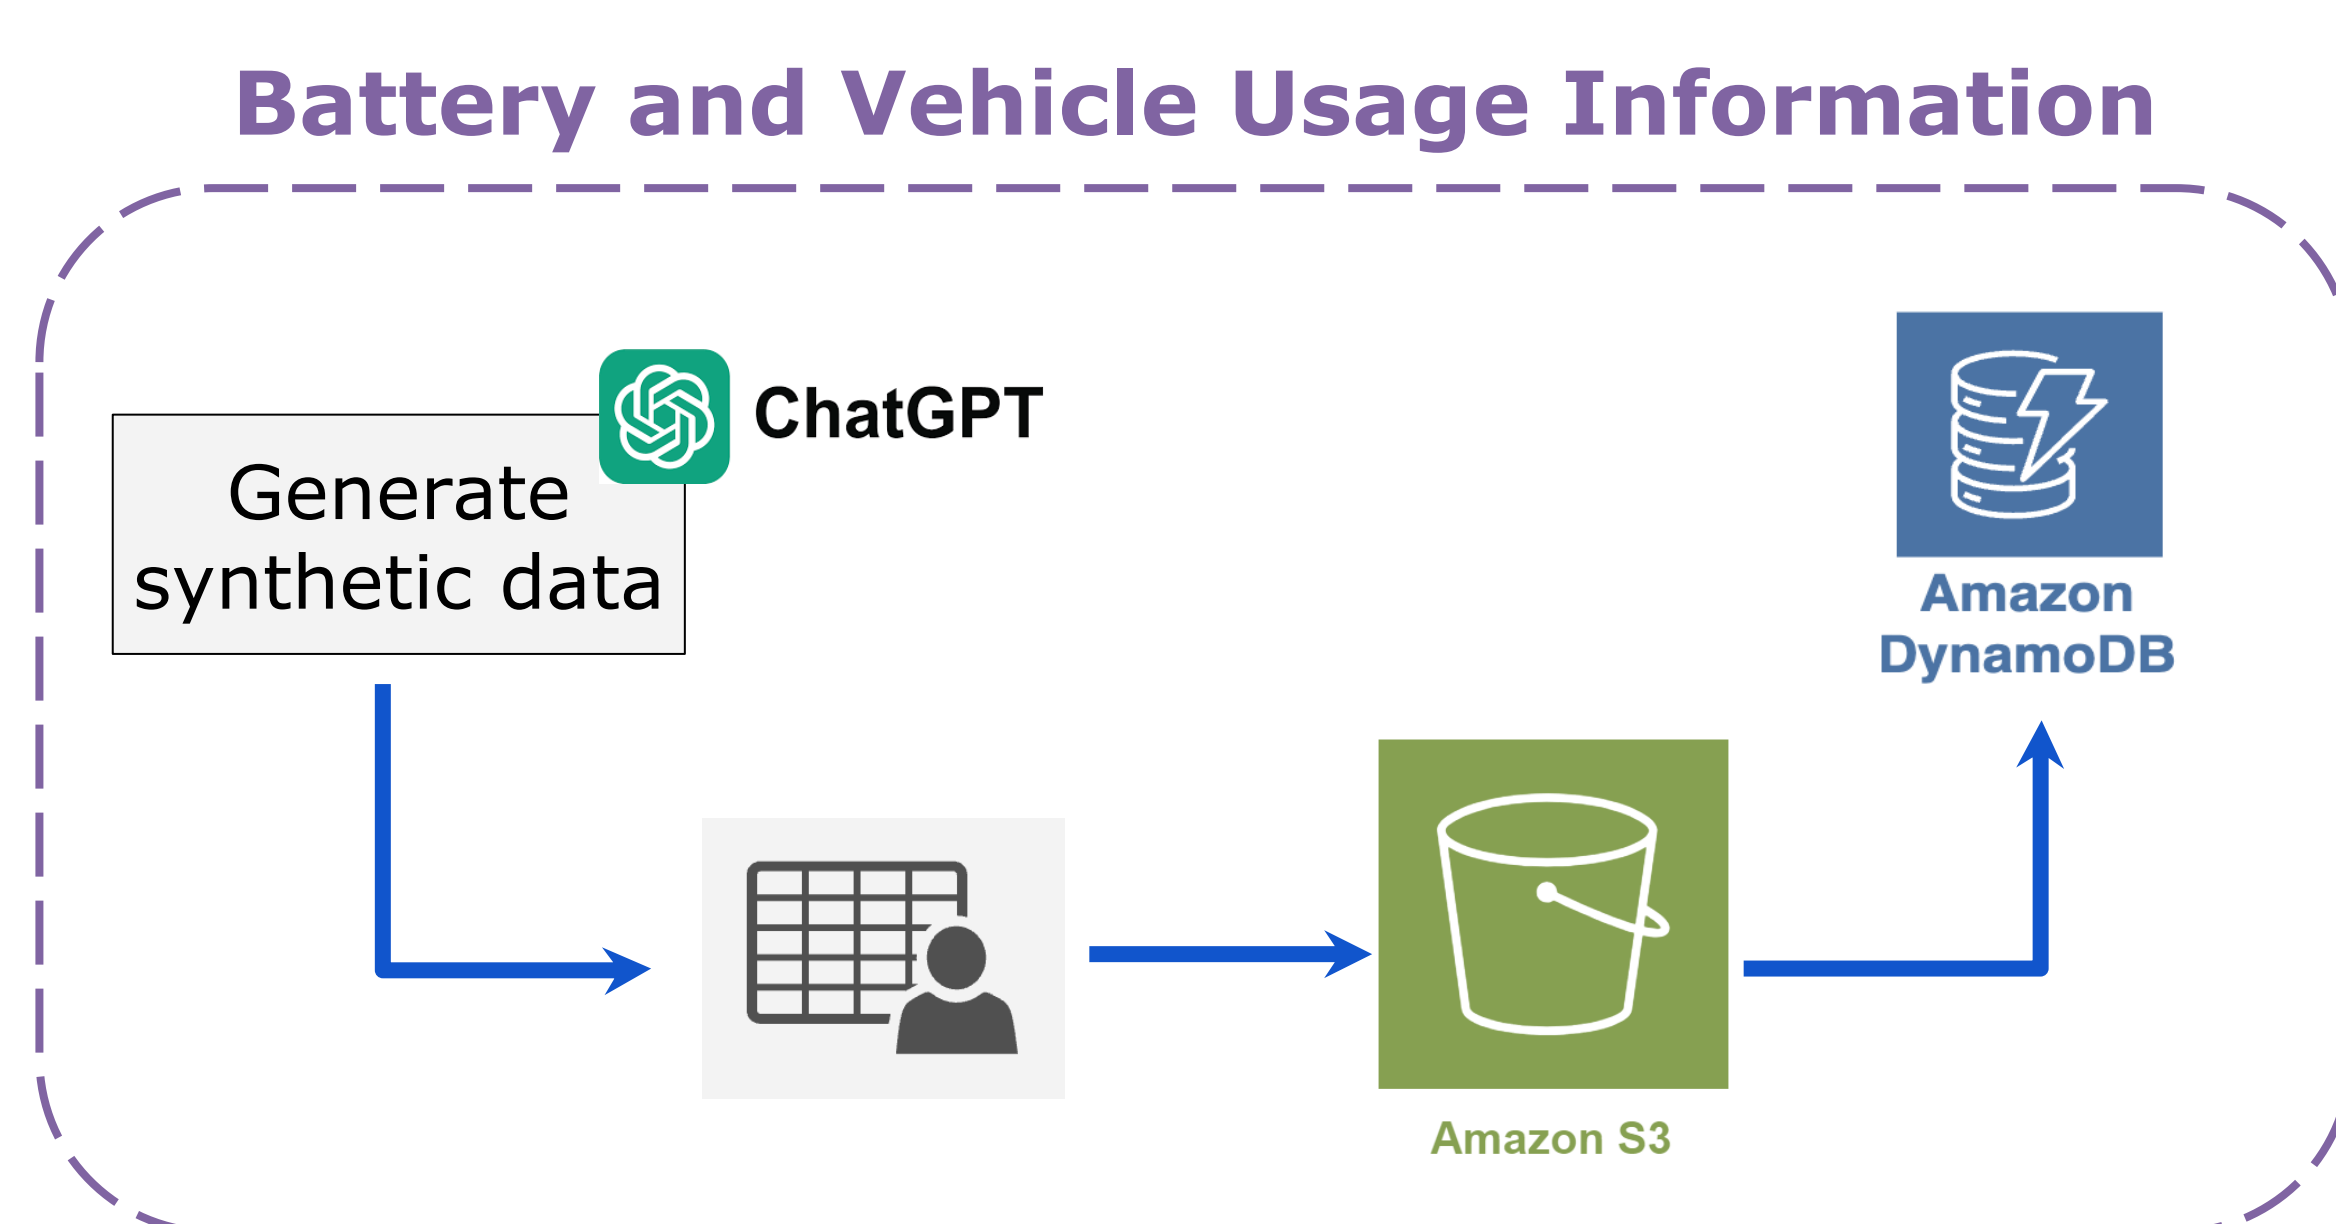 Battery and Vehicle Usage Information
ChatGPT
Generate
synthetic data
Amazon
DynamoDB
Amazon S3